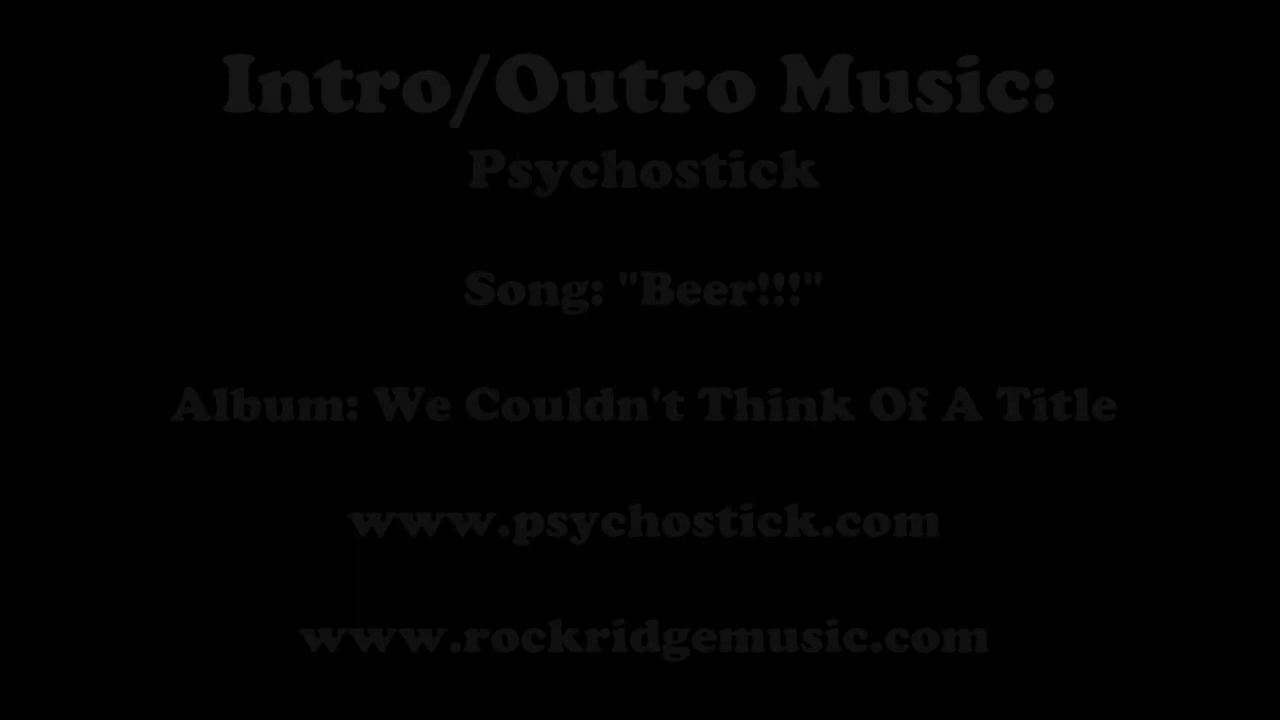 Intro/Outro Music:
Psychostick
Song: "Beer!!!"
Album: We Couldn't Think Of A Title
www.psychostick.com
www.rockridgemusic.com